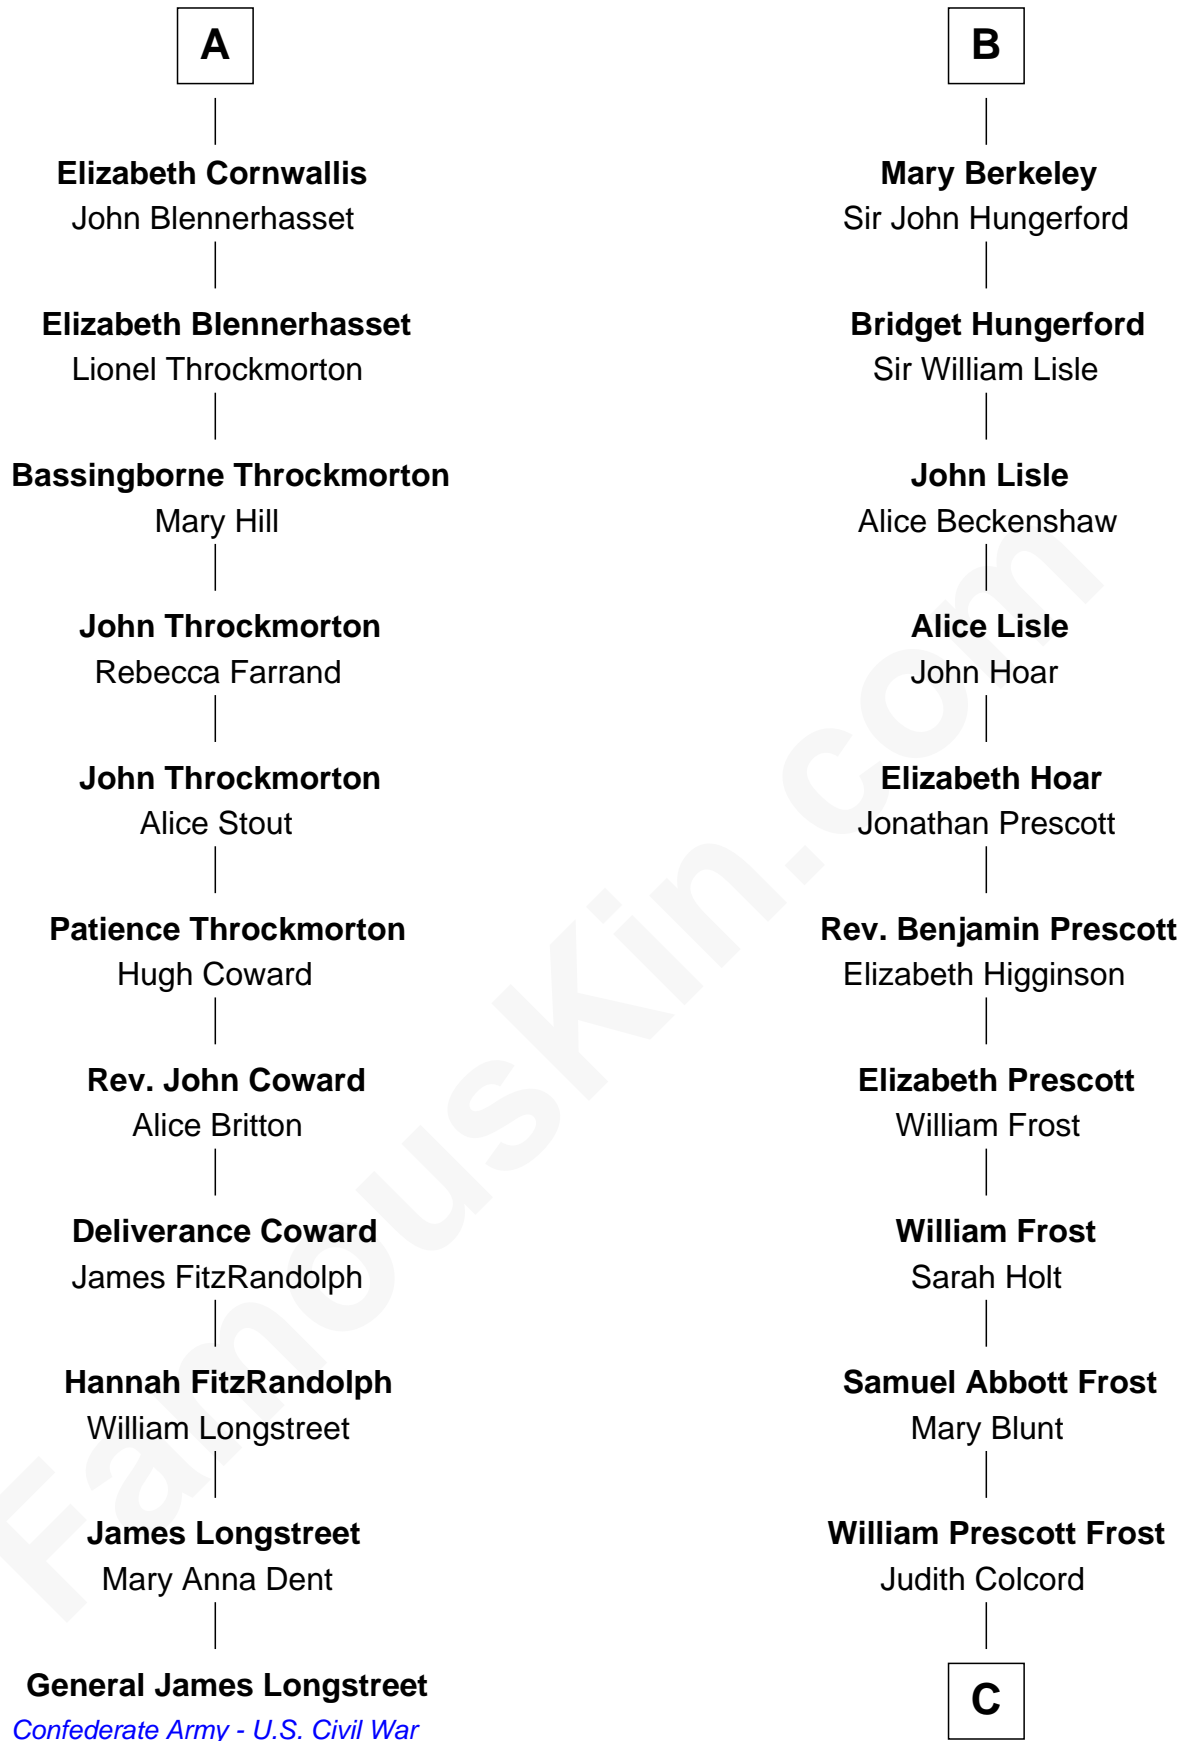 A
Elizabeth Cornwallis
John Blennerhasset
Elizabeth Blennerhasset
Lionel Throckmorton
Bassingborne Throckmorton
Mary Hill
John Throckmorton
Rebecca Farrand
John Throckmorton
Alice Stout
Patience Throckmorton
Hugh Coward
Rev. John Coward
Alice Britton
Deliverance Coward
James FitzRandolph
Hannah FitzRandolph
William Longstreet
James Longstreet
Mary Anna Dent
General James Longstreet
Confederate Army - U.S. Civil War
B
Mary Berkeley
Sir John Hungerford
Bridget Hungerford
Sir William Lisle
John Lisle
Alice Beckenshaw
Alice Lisle
John Hoar
Elizabeth Hoar
Jonathan Prescott
Rev. Benjamin Prescott
Elizabeth Higginson
Elizabeth Prescott
William Frost
William Frost
Sarah Holt
Samuel Abbott Frost
Mary Blunt
William Prescott Frost
Judith Colcord
C
FamousKin.com